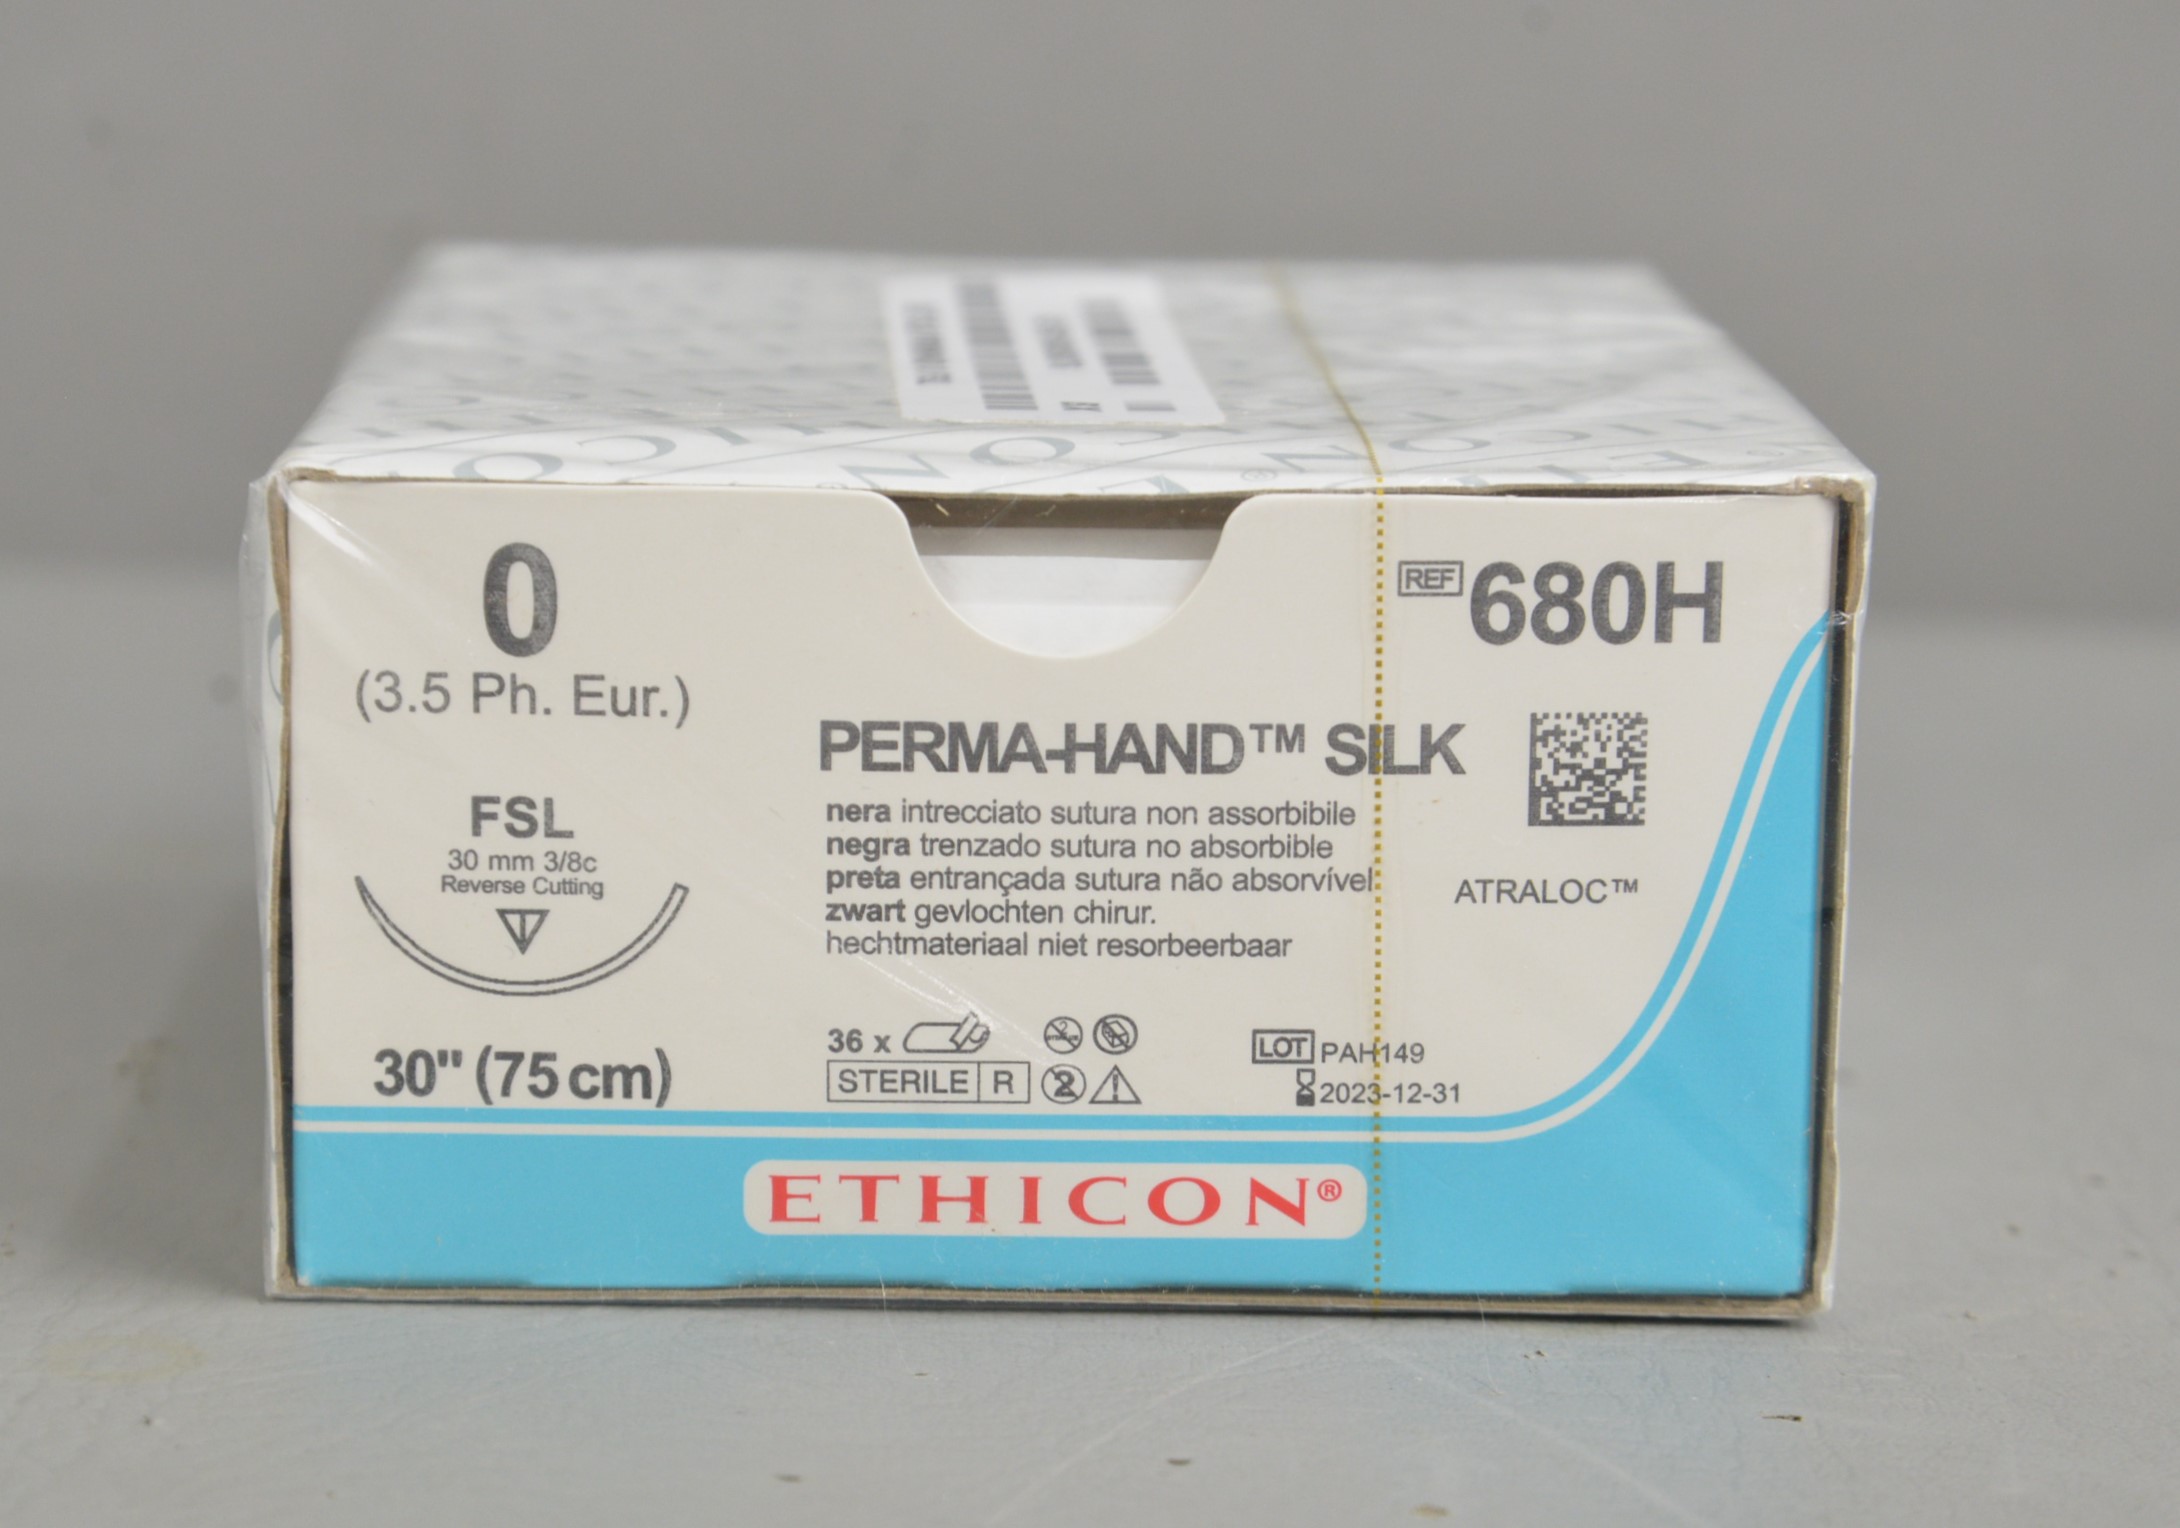 0
(3.5 Ph. Eur.)
FSL
30 mm 3/8c
Reverse Cutting
30" (75 cm)
REF 680H
PERMA-HAND™ SILK
nera intrecciato sutura non assorbibile
negra trenzado sutura no absorbible
preta entrançada sutura não absorvível
zwart gevlochten chirur.
hechtmateriaal niet resorbeerbaar
ATRALOC™
36 x
STERILE R
2
LOT PAH149
2023-12-31
ETHICON®